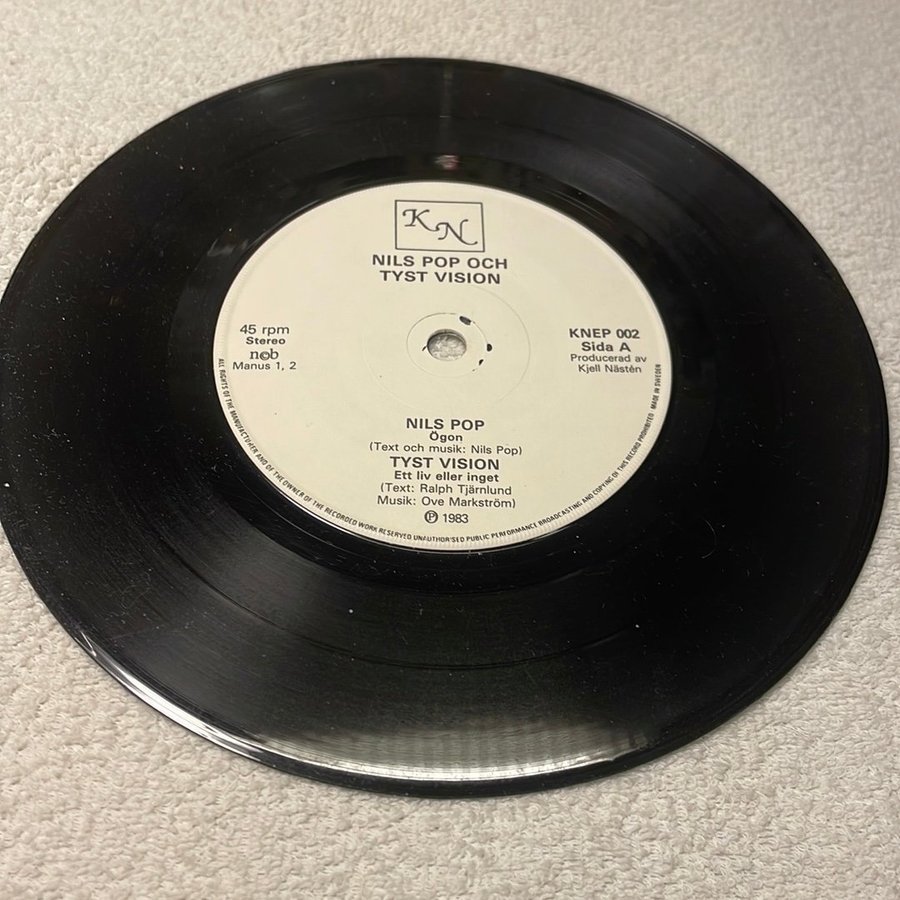 KN
NILS POP OCH
TYST VISION
45 rpm
Stereo
ncb
Manus 1, 2
KNEP 002
Sida A
Producerad av
Kjell Nästén
NILS POP
Ögon
(Text och musik: Nils Pop)
TYST VISION
Ett liv eller inget
(Text: Ralph Tjärnlund
Musik: Ove Markström)
Ⓟ 1983
ALL RIGHTS OF THE MANUFACTURER AND OF THE OWNER OF THE RECORDED WORK RESERVED UNAUTHORISED PUBLIC PERFORMANCE BROADCASTING AND COPYING OF THIS RECORD PROHIBITED MADE IN SWEDEN